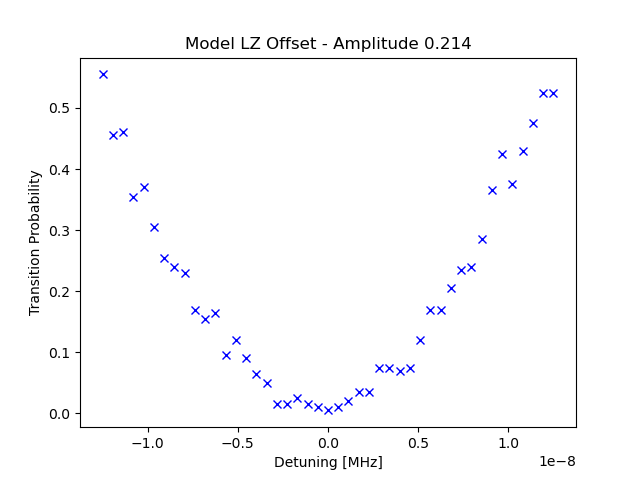 Model LZ Offset - Amplitude 0.214
Transition Probability
0.5
0.4
0.3
0.2
0.1
0.0
−1.0 −0.5 0.0 0.5 1.0
Detuning [MHz]
1e−8